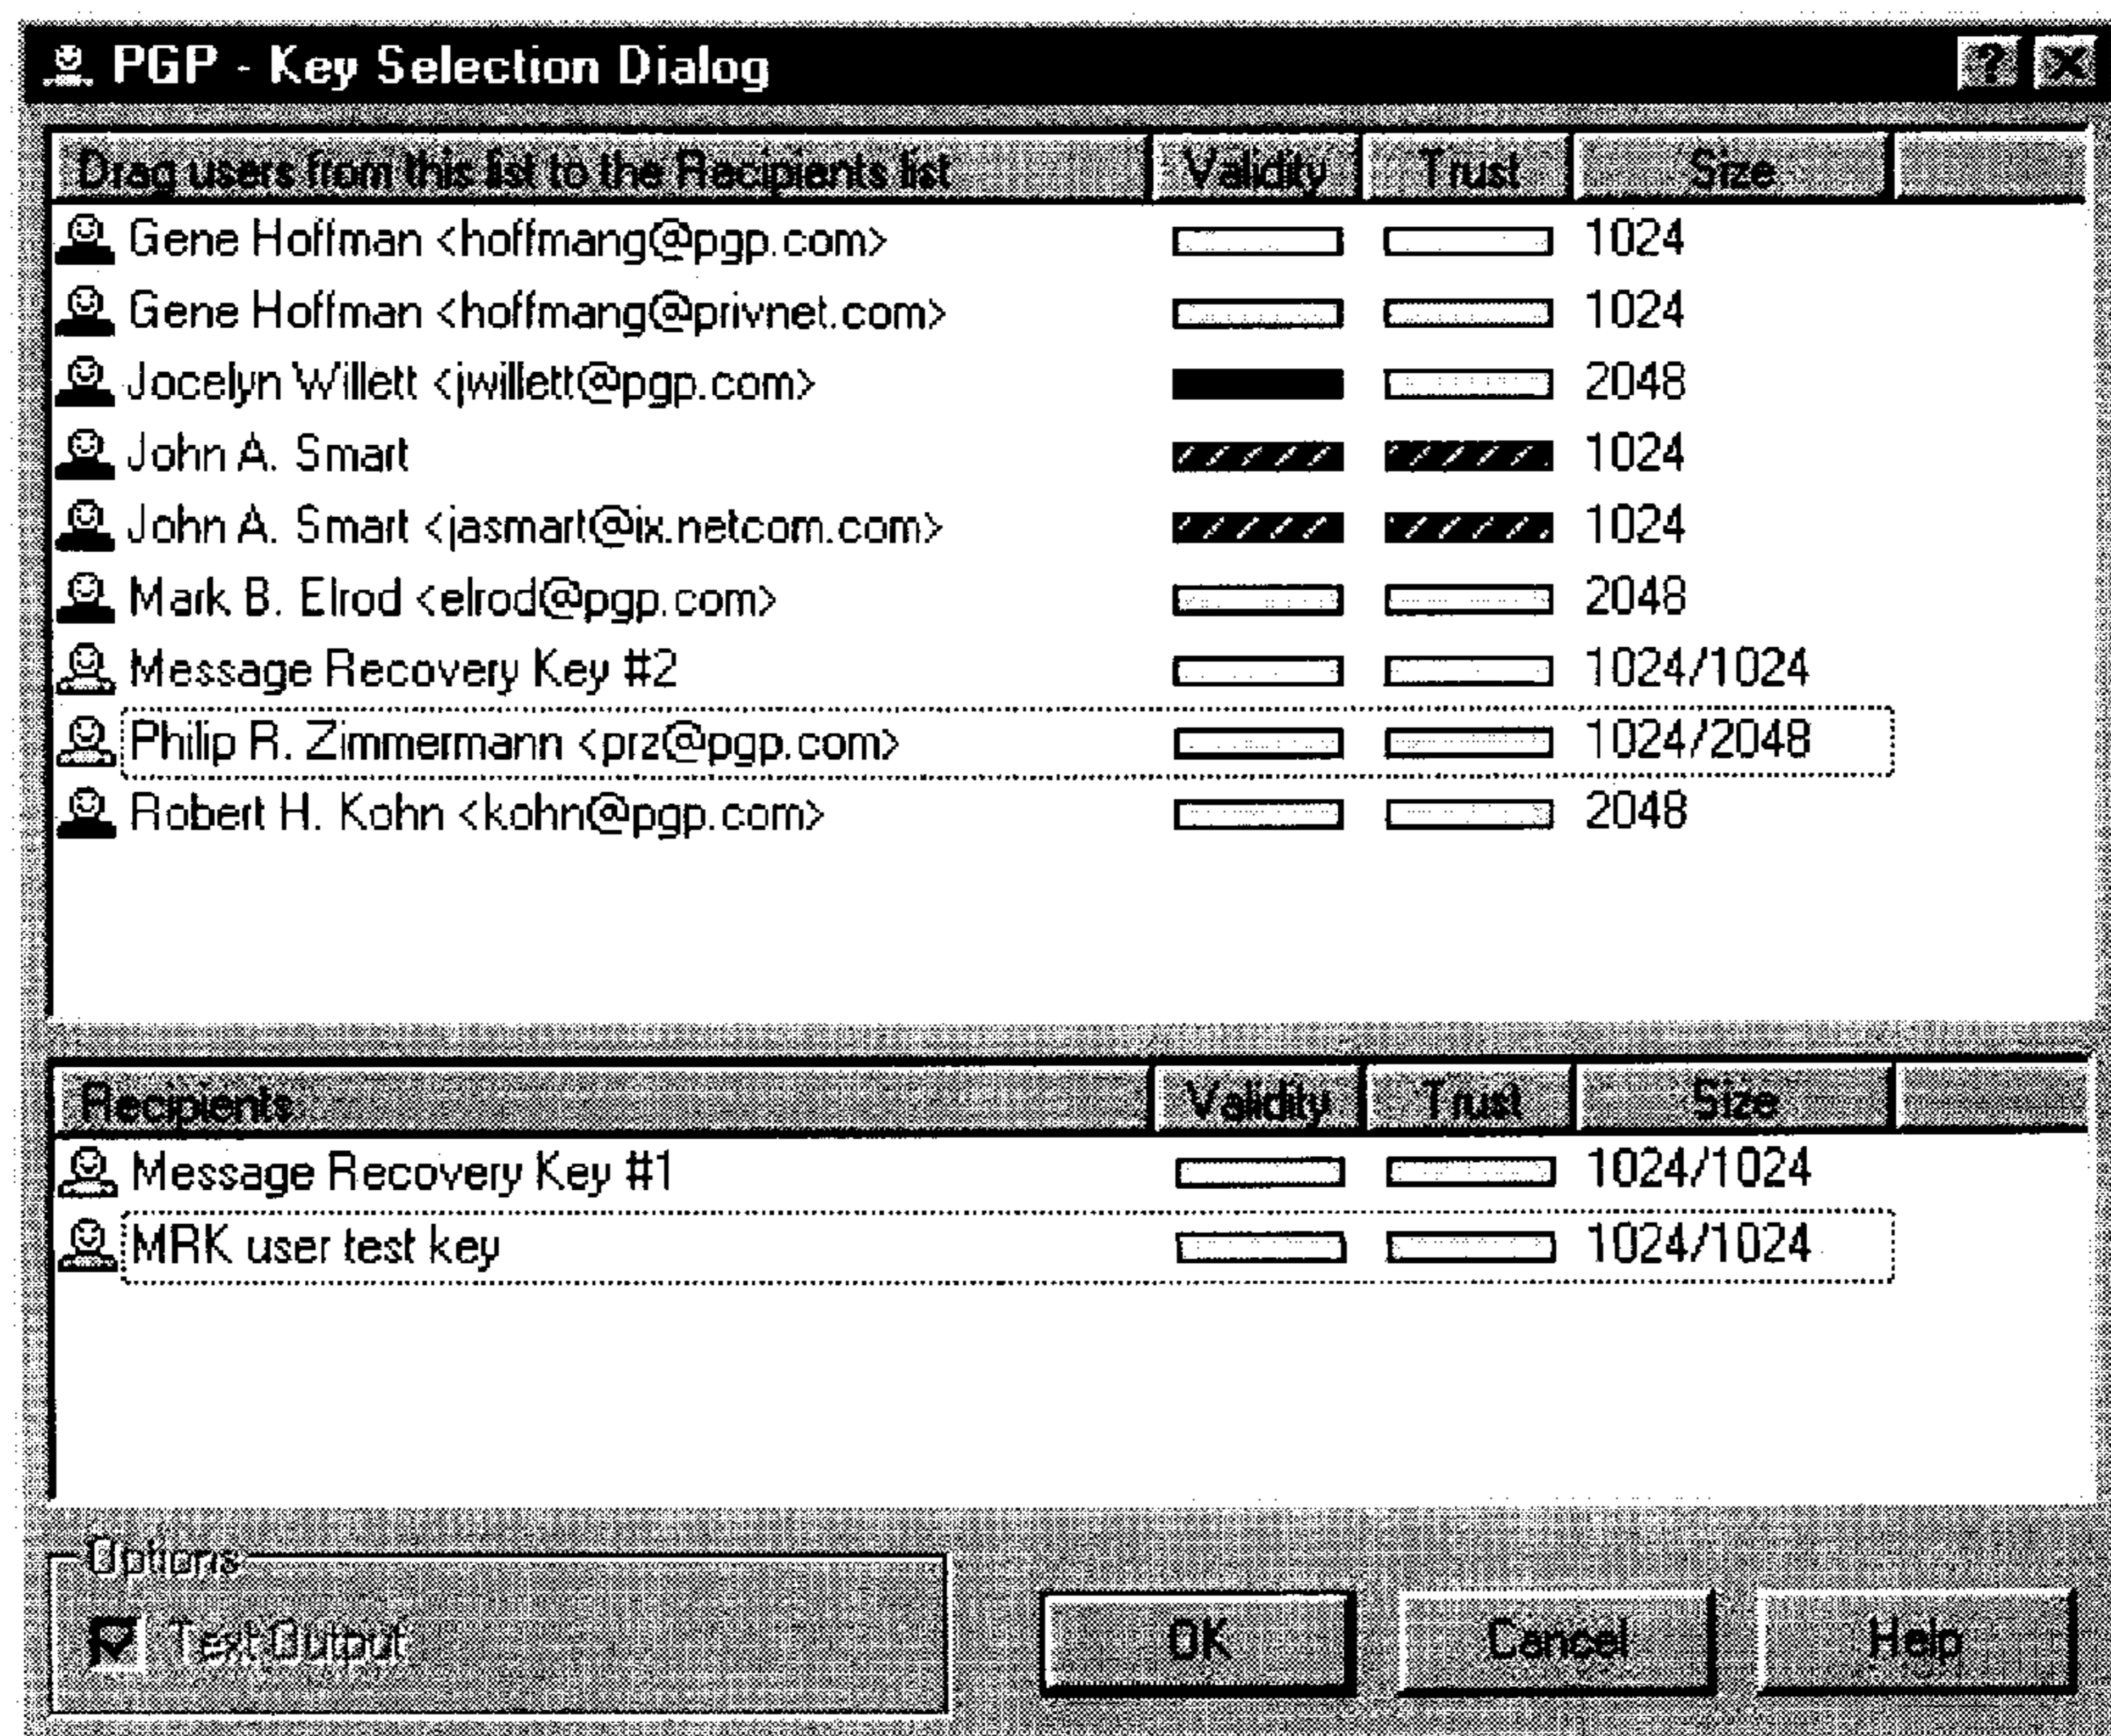 PGP - Key Selection Dialog ? X
Drag users from this list to the Recipients list Validity Trust Size
Gene Hoffman <hoffmang@pgp.com> 1024
Gene Hoffman <hoffmang@privnet.com> 1024
Jocelyn Willett <jwillett@pgp.com> 2048
John A. Smart 1024
John A. Smart <jasmart@ix.netcom.com> 1024
Mark B. Elrod <elrod@pgp.com> 2048
Message Recovery Key #2 1024/1024
Philip R. Zimmermann <prz@pgp.com> 1024/2048
Robert H. Kohn <kohn@pgp.com> 2048
Recipients Validity Trust Size
Message Recovery Key #1 1024/1024
MRK user test key 1024/1024
Options
Text Output
OK Cancel Help